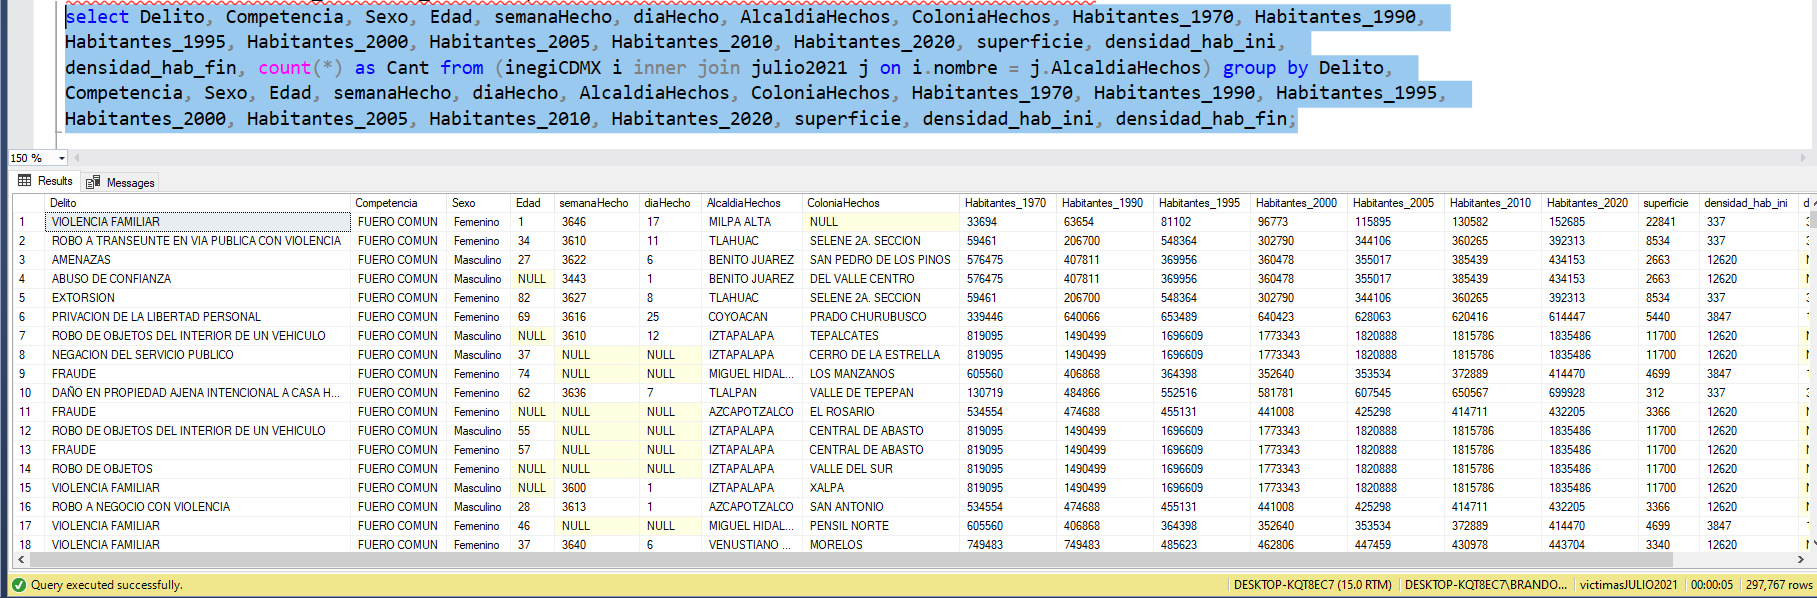 select Delito, Competencia, Sexo, Edad, semanaHecho, diaHecho, AlcaldiaHechos, ColoniaHechos, Habitantes_1970, Habitantes_1990,
Habitantes_1995, Habitantes_2000, Habitantes_2005, Habitantes_2010, Habitantes_2020, superficie, densidad_hab_ini,
densidad_hab_fin, count(*) as Cant from (inegiCDMX i inner join julio2021 j on i.nombre = j.AlcaldiaHechos) group by Delito,
Competencia, Sexo, Edad, semanaHecho, diaHecho, AlcaldiaHechos, ColoniaHechos, Habitantes_1970, Habitantes_1990, Habitantes_1995,
Habitantes_2000, Habitantes_2005, Habitantes_2010, Habitantes_2020, superficie, densidad_hab_ini, densidad_hab_fin;
150 %
Results Messages
Delito Competencia Sexo Edad semanaHecho diaHecho AlcaldiaHechos ColoniaHechos Habitantes_1970 Habitantes_1990 Habitantes_1995 Habitantes_2000 Habitantes_2005 Habitantes_2010 Habitantes_2020 superficie densidad_hab_ini d
1 VIOLENCIA FAMILIAR FUERO COMUN Femenino 1 3646 17 MILPA ALTA NULL 33694 63654 81102 96773 115895 130582 152685 22841 337
2 ROBO A TRANSEUNTE EN VIA PUBLICA CON VIOLENCIA FUERO COMUN Femenino 34 3610 11 TLAHUAC SELENE 2A. SECCION 59461 206700 548364 302790 344106 360265 392313 8534 337
3 AMENAZAS FUERO COMUN Masculino 27 3622 6 BENITO JUAREZ SAN PEDRO DE LOS PINOS 576475 407811 369956 360478 355017 385439 434153 2663 12620
4 ABUSO DE CONFIANZA FUERO COMUN Masculino NULL 3443 1 BENITO JUAREZ DEL VALLE CENTRO 576475 407811 369956 360478 355017 385439 434153 2663 12620
5 EXTORSION FUERO COMUN Femenino 82 3627 8 TLAHUAC SELENE 2A. SECCION 59461 206700 548364 302790 344106 360265 392313 8534 337
6 PRIVACION DE LA LIBERTAD PERSONAL FUERO COMUN Femenino 69 3616 25 COYOACAN PRADO CHURUBUSCO 339446 640066 653489 640423 628063 620416 614447 5440 3847
7 ROBO DE OBJETOS DEL INTERIOR DE UN VEHICULO FUERO COMUN Masculino NULL 3610 12 IZTAPALAPA TEPALCATES 819095 1490499 1696609 1773343 1820888 1815786 1835486 11700 12620
8 NEGACION DEL SERVICIO PUBLICO FUERO COMUN Masculino 37 NULL NULL IZTAPALAPA CERRO DE LA ESTRELLA 819095 1490499 1696609 1773343 1820888 1815786 1835486 11700 12620
9 FRAUDE FUERO COMUN Femenino 74 NULL NULL MIGUEL HIDAL... LOS MANZANOS 605560 406868 364398 352640 353534 372889 414470 4699 3847
10 DAÑO EN PROPIEDAD AJENA INTENCIONAL A CASA H... FUERO COMUN Femenino 62 3636 7 TLALPAN VALLE DE TEPEPAN 130719 484866 552516 581781 607545 650567 699928 312 337
11 FRAUDE FUERO COMUN Femenino NULL NULL NULL AZCAPOTZALCO EL ROSARIO 534554 474688 455131 441008 425298 414711 432205 3366 12620
12 ROBO DE OBJETOS DEL INTERIOR DE UN VEHICULO FUERO COMUN Masculino 55 NULL NULL IZTAPALAPA CENTRAL DE ABASTO 819095 1490499 1696609 1773343 1820888 1815786 1835486 11700 12620
13 FRAUDE FUERO COMUN Femenino 57 NULL NULL IZTAPALAPA CENTRAL DE ABASTO 819095 1490499 1696609 1773343 1820888 1815786 1835486 11700 12620
14 ROBO DE OBJETOS FUERO COMUN Femenino NULL NULL NULL IZTAPALAPA VALLE DEL SUR 819095 1490499 1696609 1773343 1820888 1815786 1835486 11700 12620
15 VIOLENCIA FAMILIAR FUERO COMUN Masculino NULL 3600 1 IZTAPALAPA XALPA 819095 1490499 1696609 1773343 1820888 1815786 1835486 11700 12620
16 ROBO A NEGOCIO CON VIOLENCIA FUERO COMUN Masculino 28 3613 1 AZCAPOTZALCO SAN ANTONIO 534554 474688 455131 441008 425298 414711 432205 3366 12620
17 VIOLENCIA FAMILIAR FUERO COMUN Femenino 46 NULL NULL MIGUEL HIDAL... PENSIL NORTE 605560 406868 364398 352640 353534 372889 414470 4699 3847
18 VIOLENCIA FAMILIAR FUERO COMUN Femenino 37 3640 6 VENUSTIANO ... MORELOS 749483 749483 485623 462806 447459 430978 443704 3340 12620
Query executed successfully. DESKTOP-KQT8EC7 (15.0 RTM) DESKTOP-KQT8EC7\BRANDO... victimasJULIO2021 00:00:05 297,767 rows